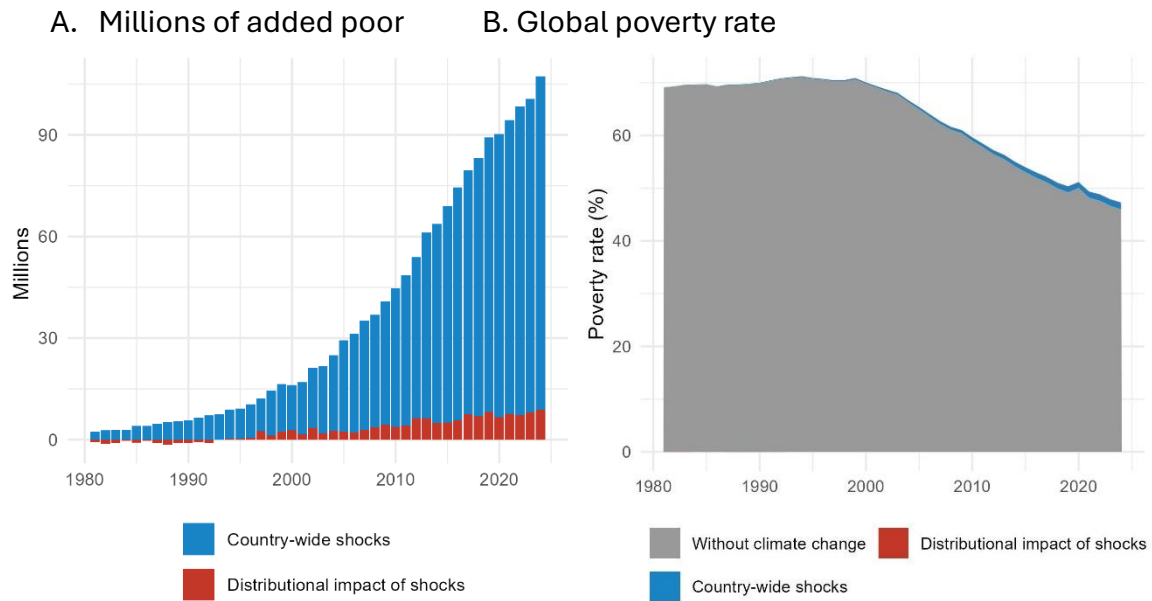 A. Millions of added poor
B. Global poverty rate
Millions
90
60
30
0
1980
1990
2000
2010
2020
Country-wide shocks
Distributional impact of shocks
Poverty rate (%)
60
40
20
0
1980
1990
2000
2010
2020
Without climate change
Distributional impact of shocks
Country-wide shocks